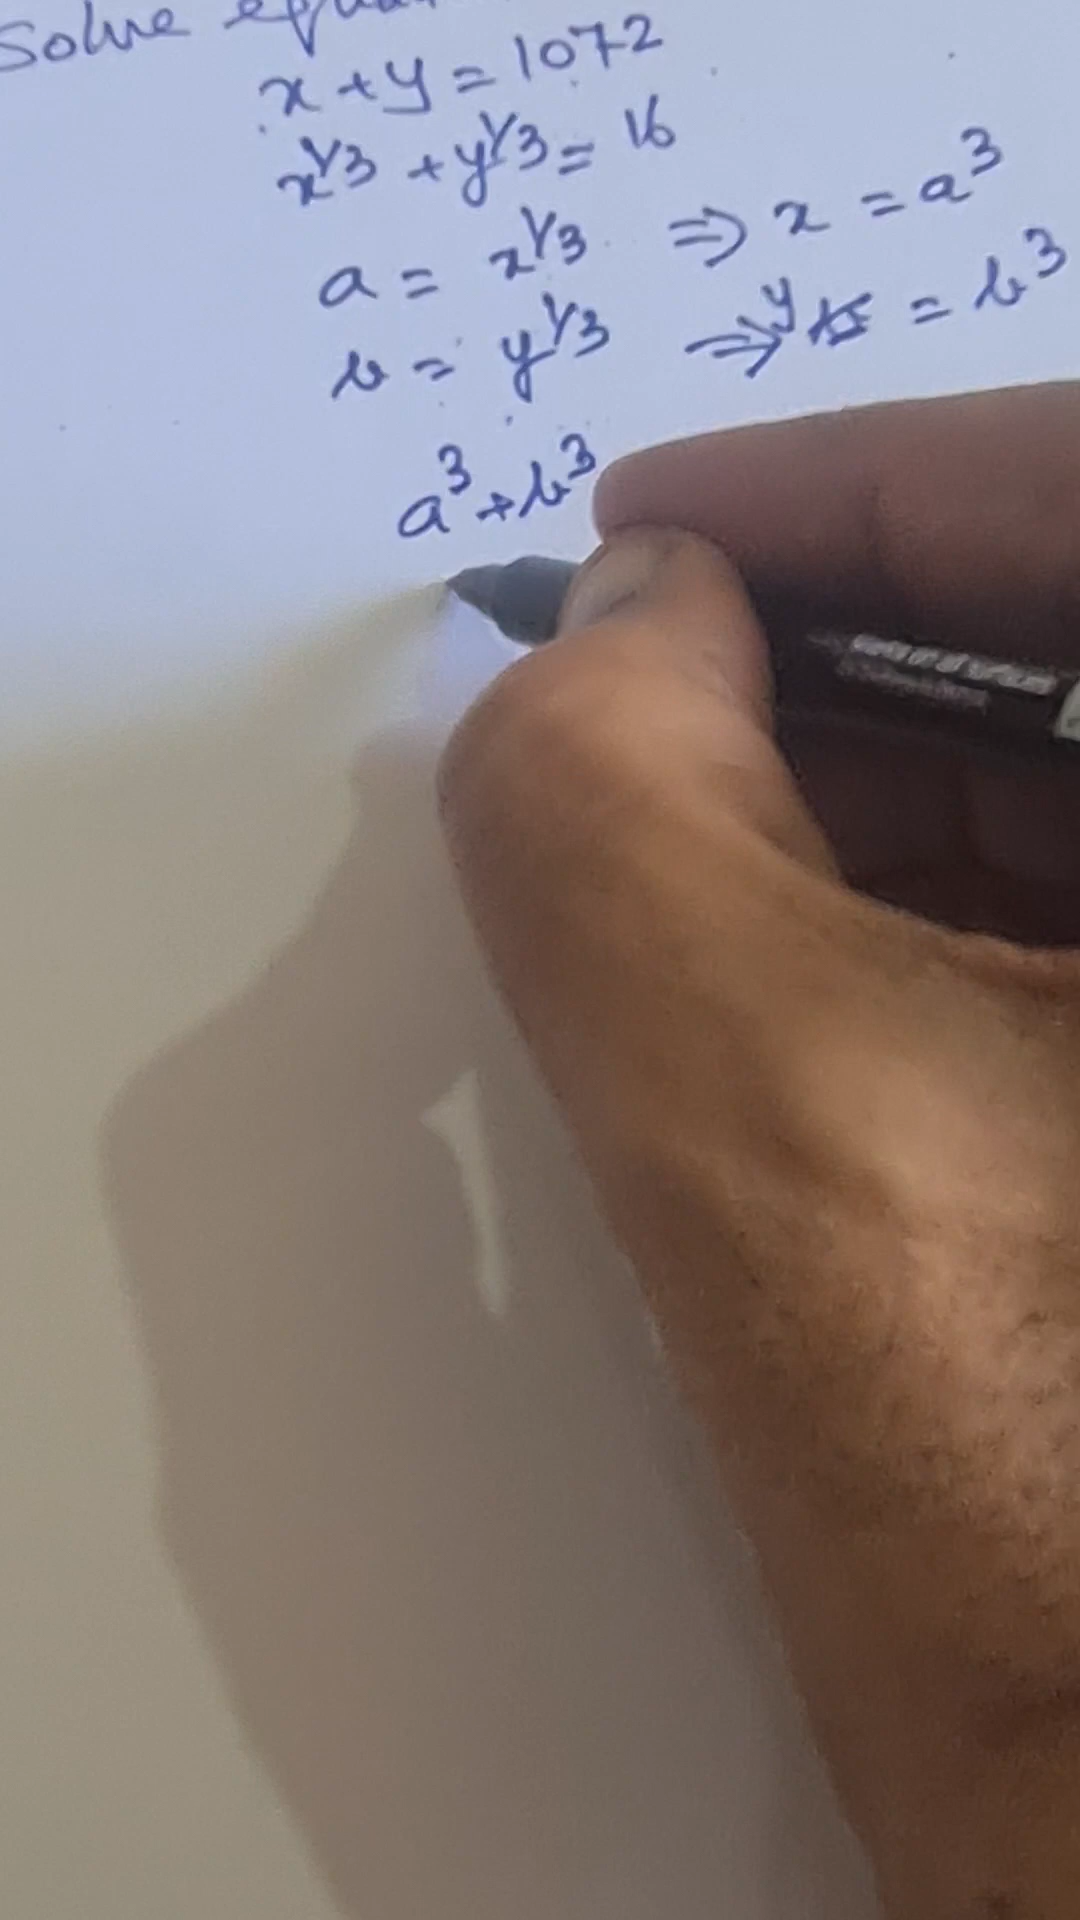 Solve
x + y = 1072
x^1/3 + y^1/3 = 16
a = x^1/3 ⇒ x = a^3
b = y^1/3 ⇒ y = b^3
a^3 + b^3